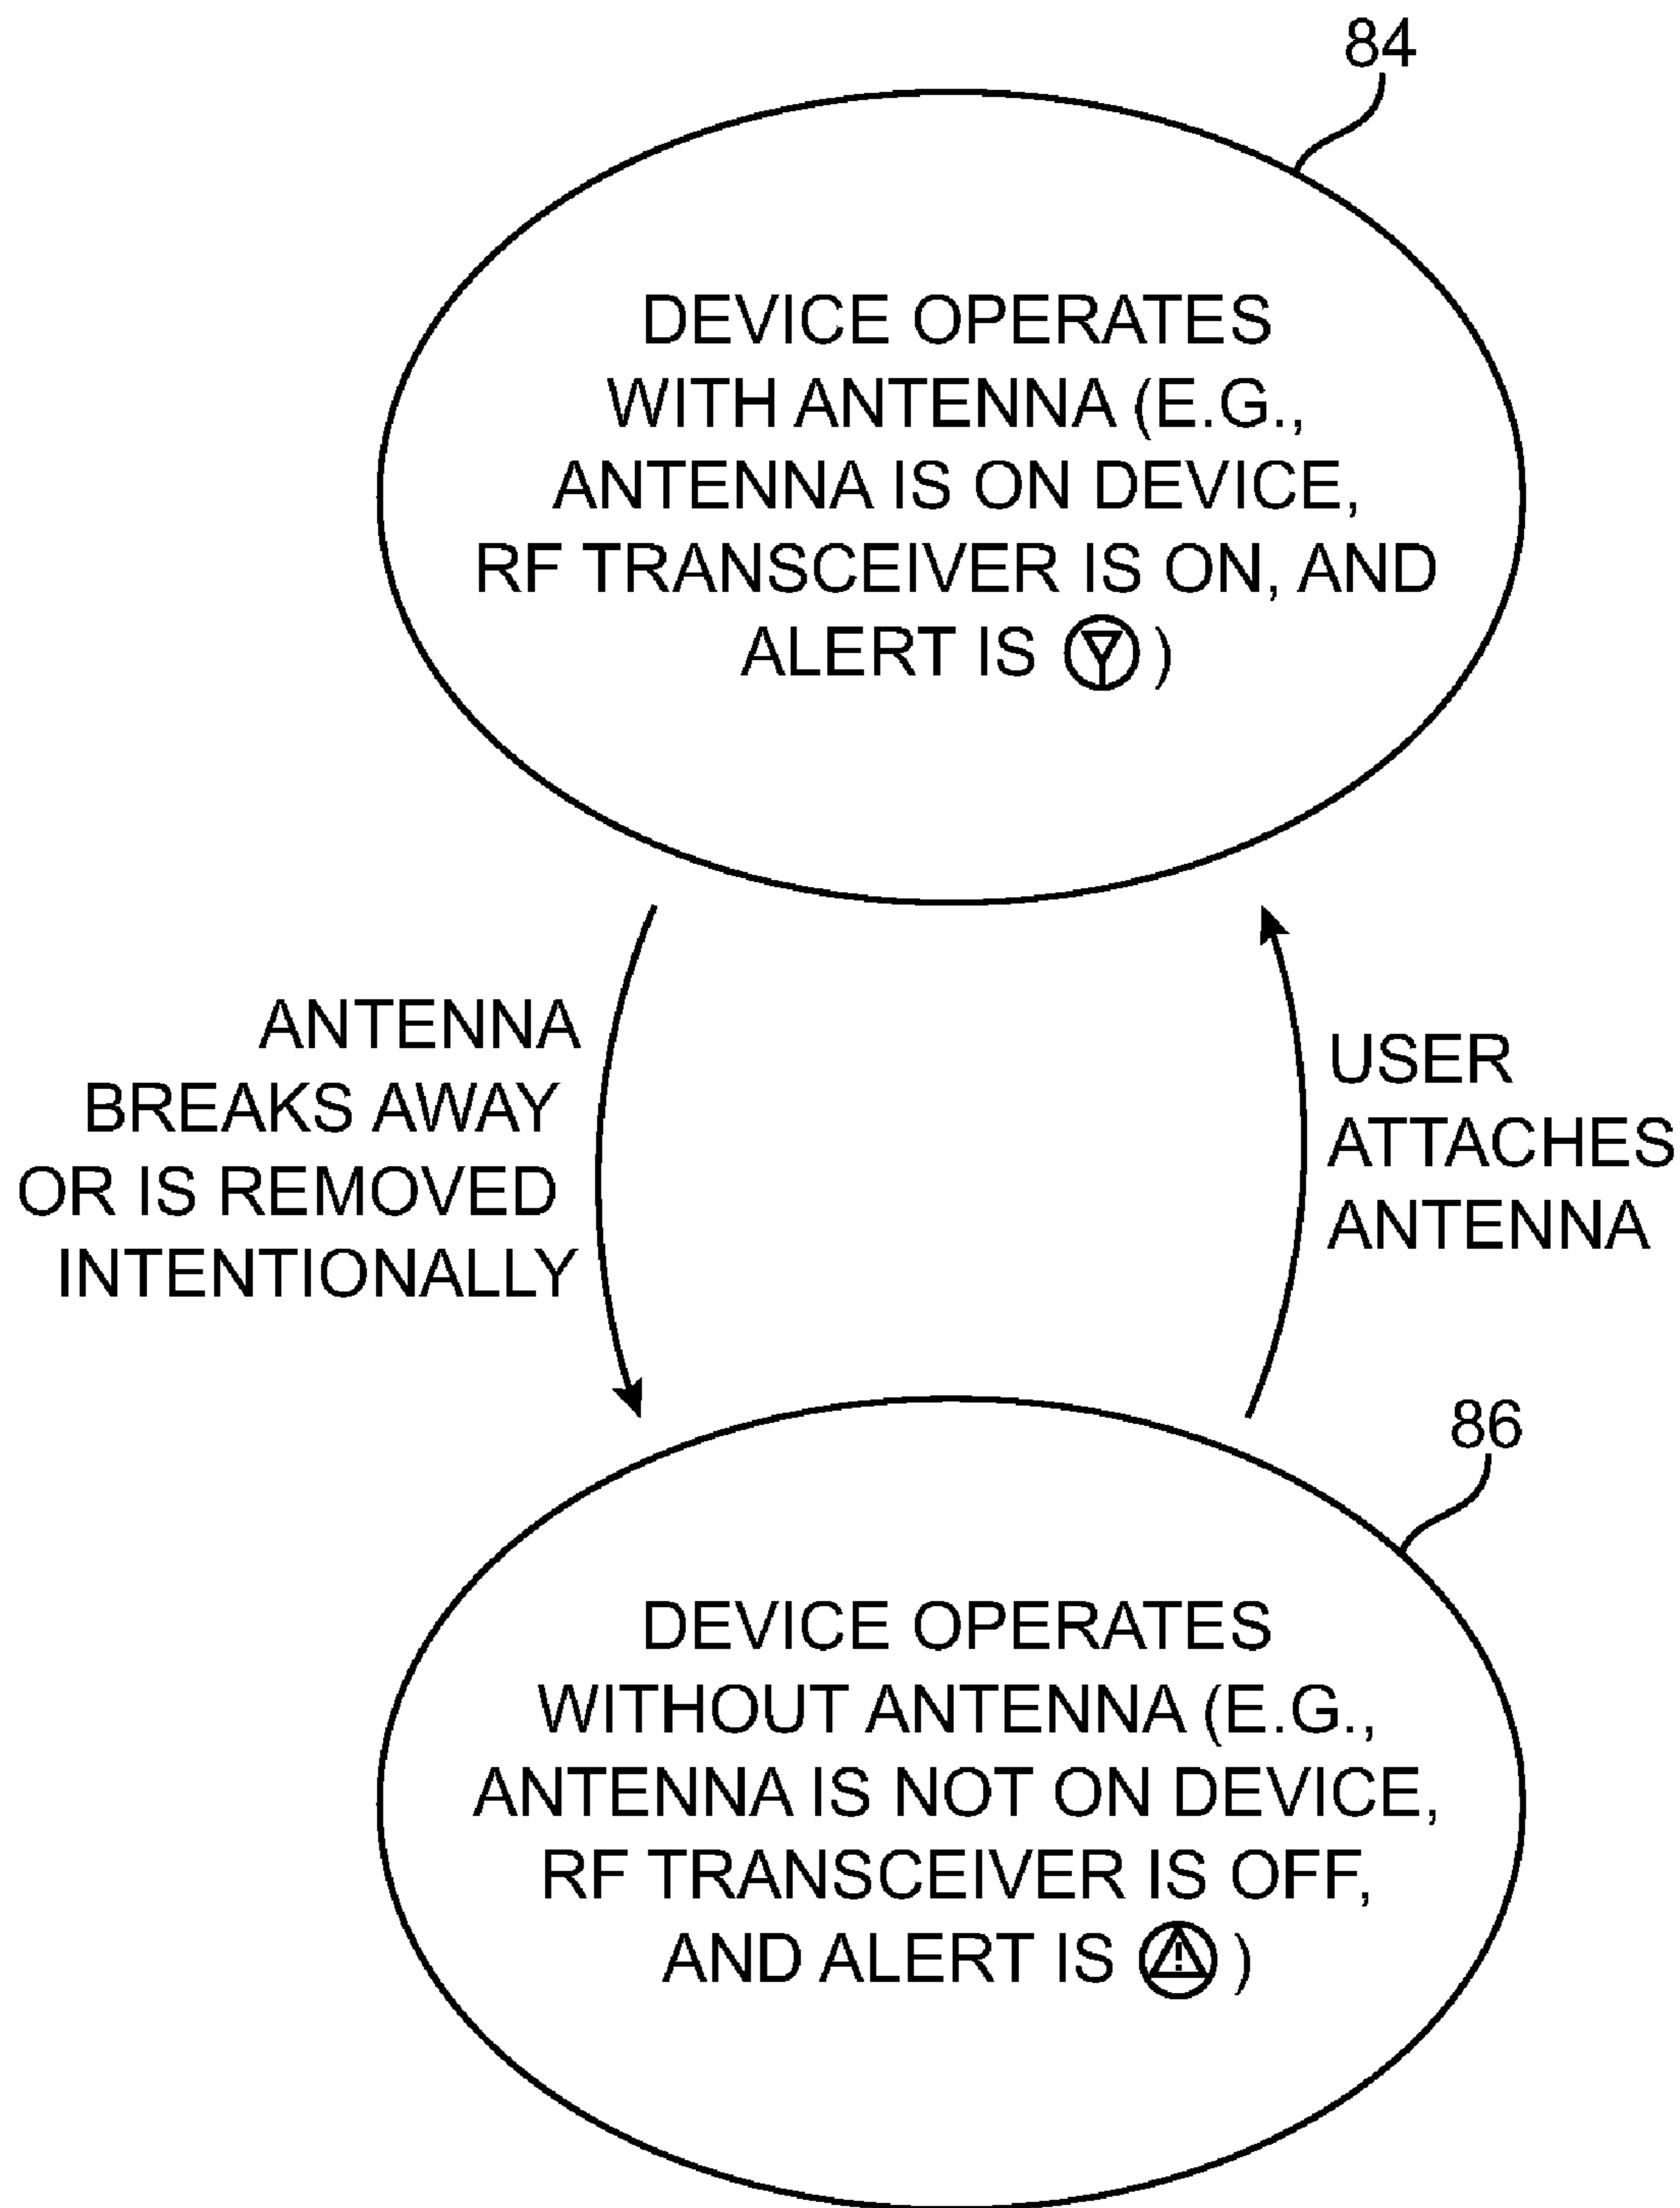 84
DEVICE OPERATES
WITH ANTENNA (E.G.,
ANTENNA IS ON DEVICE,
RF TRANSCEIVER IS ON, AND
ALERT IS )
ANTENNA
BREAKS AWAY
OR IS REMOVED
INTENTIONALLY
USER
ATTACHES
ANTENNA
86
DEVICE OPERATES
WITHOUT ANTENNA (E.G.,
ANTENNA IS NOT ON DEVICE,
RF TRANSCEIVER IS OFF,
AND ALERT IS )